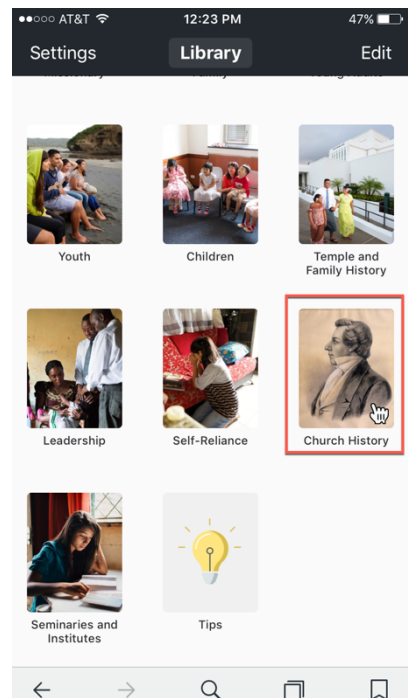 AT&T 12:23 PM 47%
Settings Library Edit
Youth Children Temple and
Family History
Leadership Self-Reliance Church History
Seminaries and Tips
Institutes